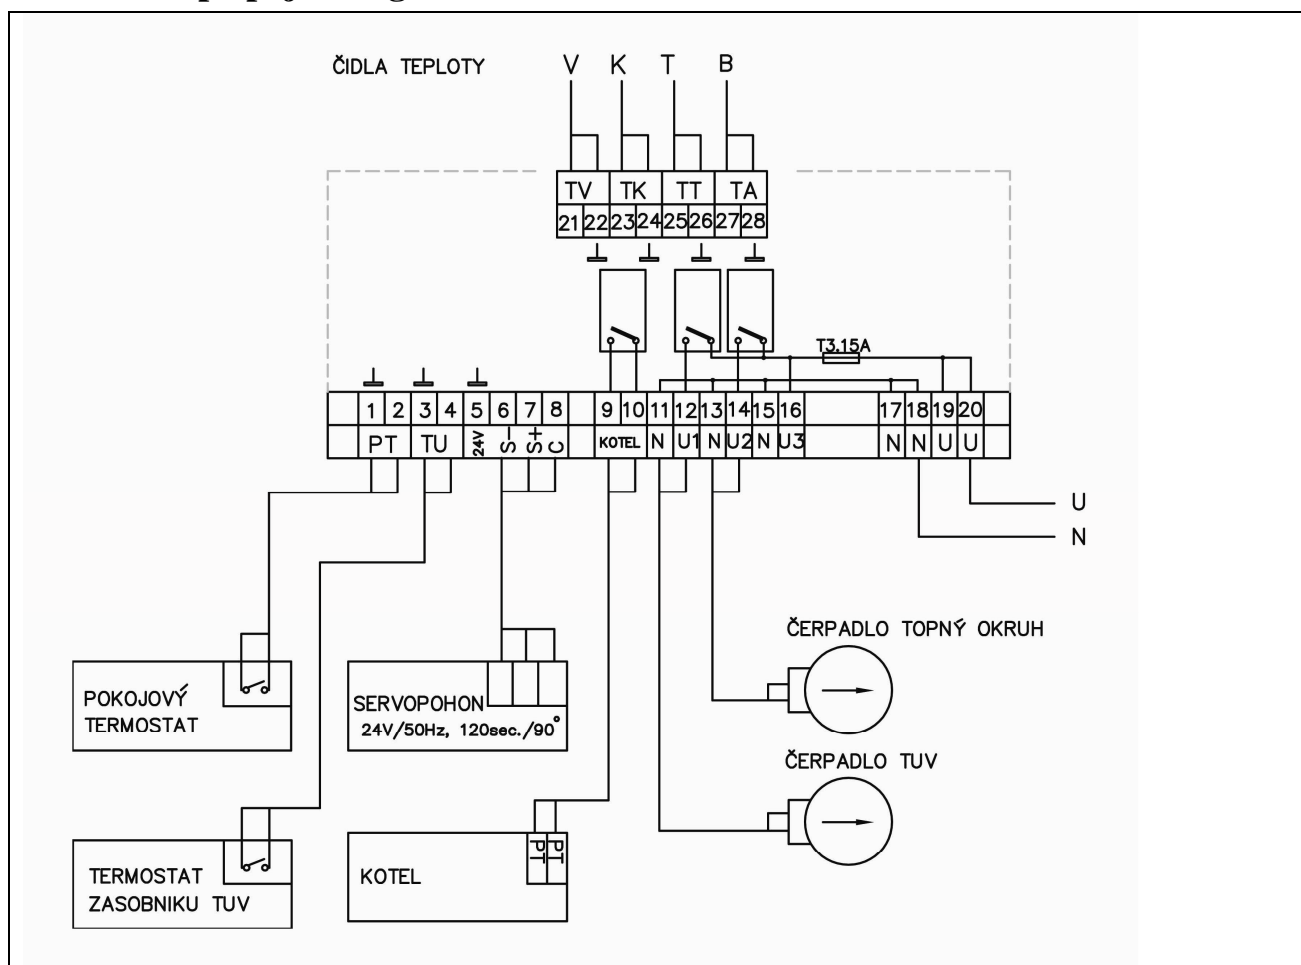 ČIDLA TEPLOTY V K T B
TV TK TT TA
21 22 23 24 25 26 27 28
T3.15A
1 2 3 4 5 6 7 8 9 10 11 12 13 14 15 16 17 18 19 20
PT TU 24V S- S+ C KOTEL N U1 N U2 N U3 N N U U
U
N
ČERPADLO TOPNÝ OKRUH
POKOJOVÝ
TERMOSTAT
SERVOPOHON
24V/50Hz, 120sec./90°
ČERPADLO TUV
PT PT
KOTEL
TERMOSTAT
ZASOBNIKU TUV